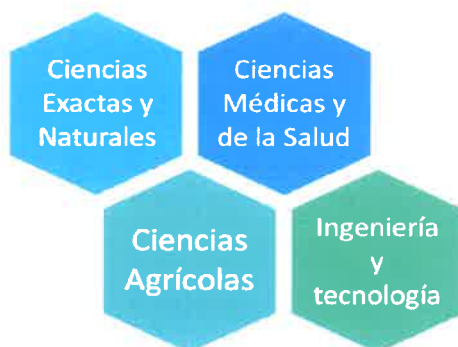 Ciencias
Exactas y
Naturales
Ciencias
Médicas y
de la Salud
Ciencias
Agrícolas
Ingeniería
y
tecnología